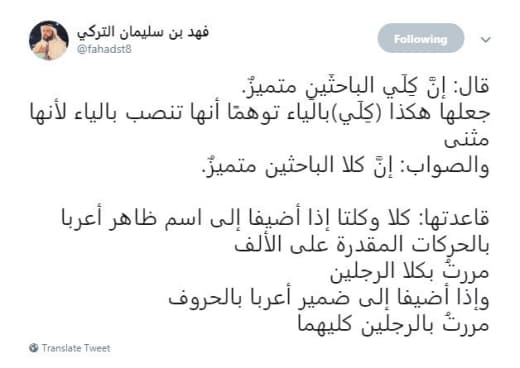 فهد بن سليمان التركي
@fahadst8
Following
قال: إنَّ كِلَي الباحثَينِ متميزٌ.
جعلها هكذا (كِلَي)بالياء توهمًا أنها تنصب بالياء لأنها
مثنى
والصواب: إنَّ كلا الباحثين متميزٌ.
قاعدتها: كلا وكلتا إذا أضيفا إلى اسم ظاهر أعربا
بالحركات المقدرة على الألف
مررتُ بكلا الرجلين
وإذا أضيفا إلى ضمير أعربا بالحروف
مررتُ بالرجلين كليهما
Translate Tweet